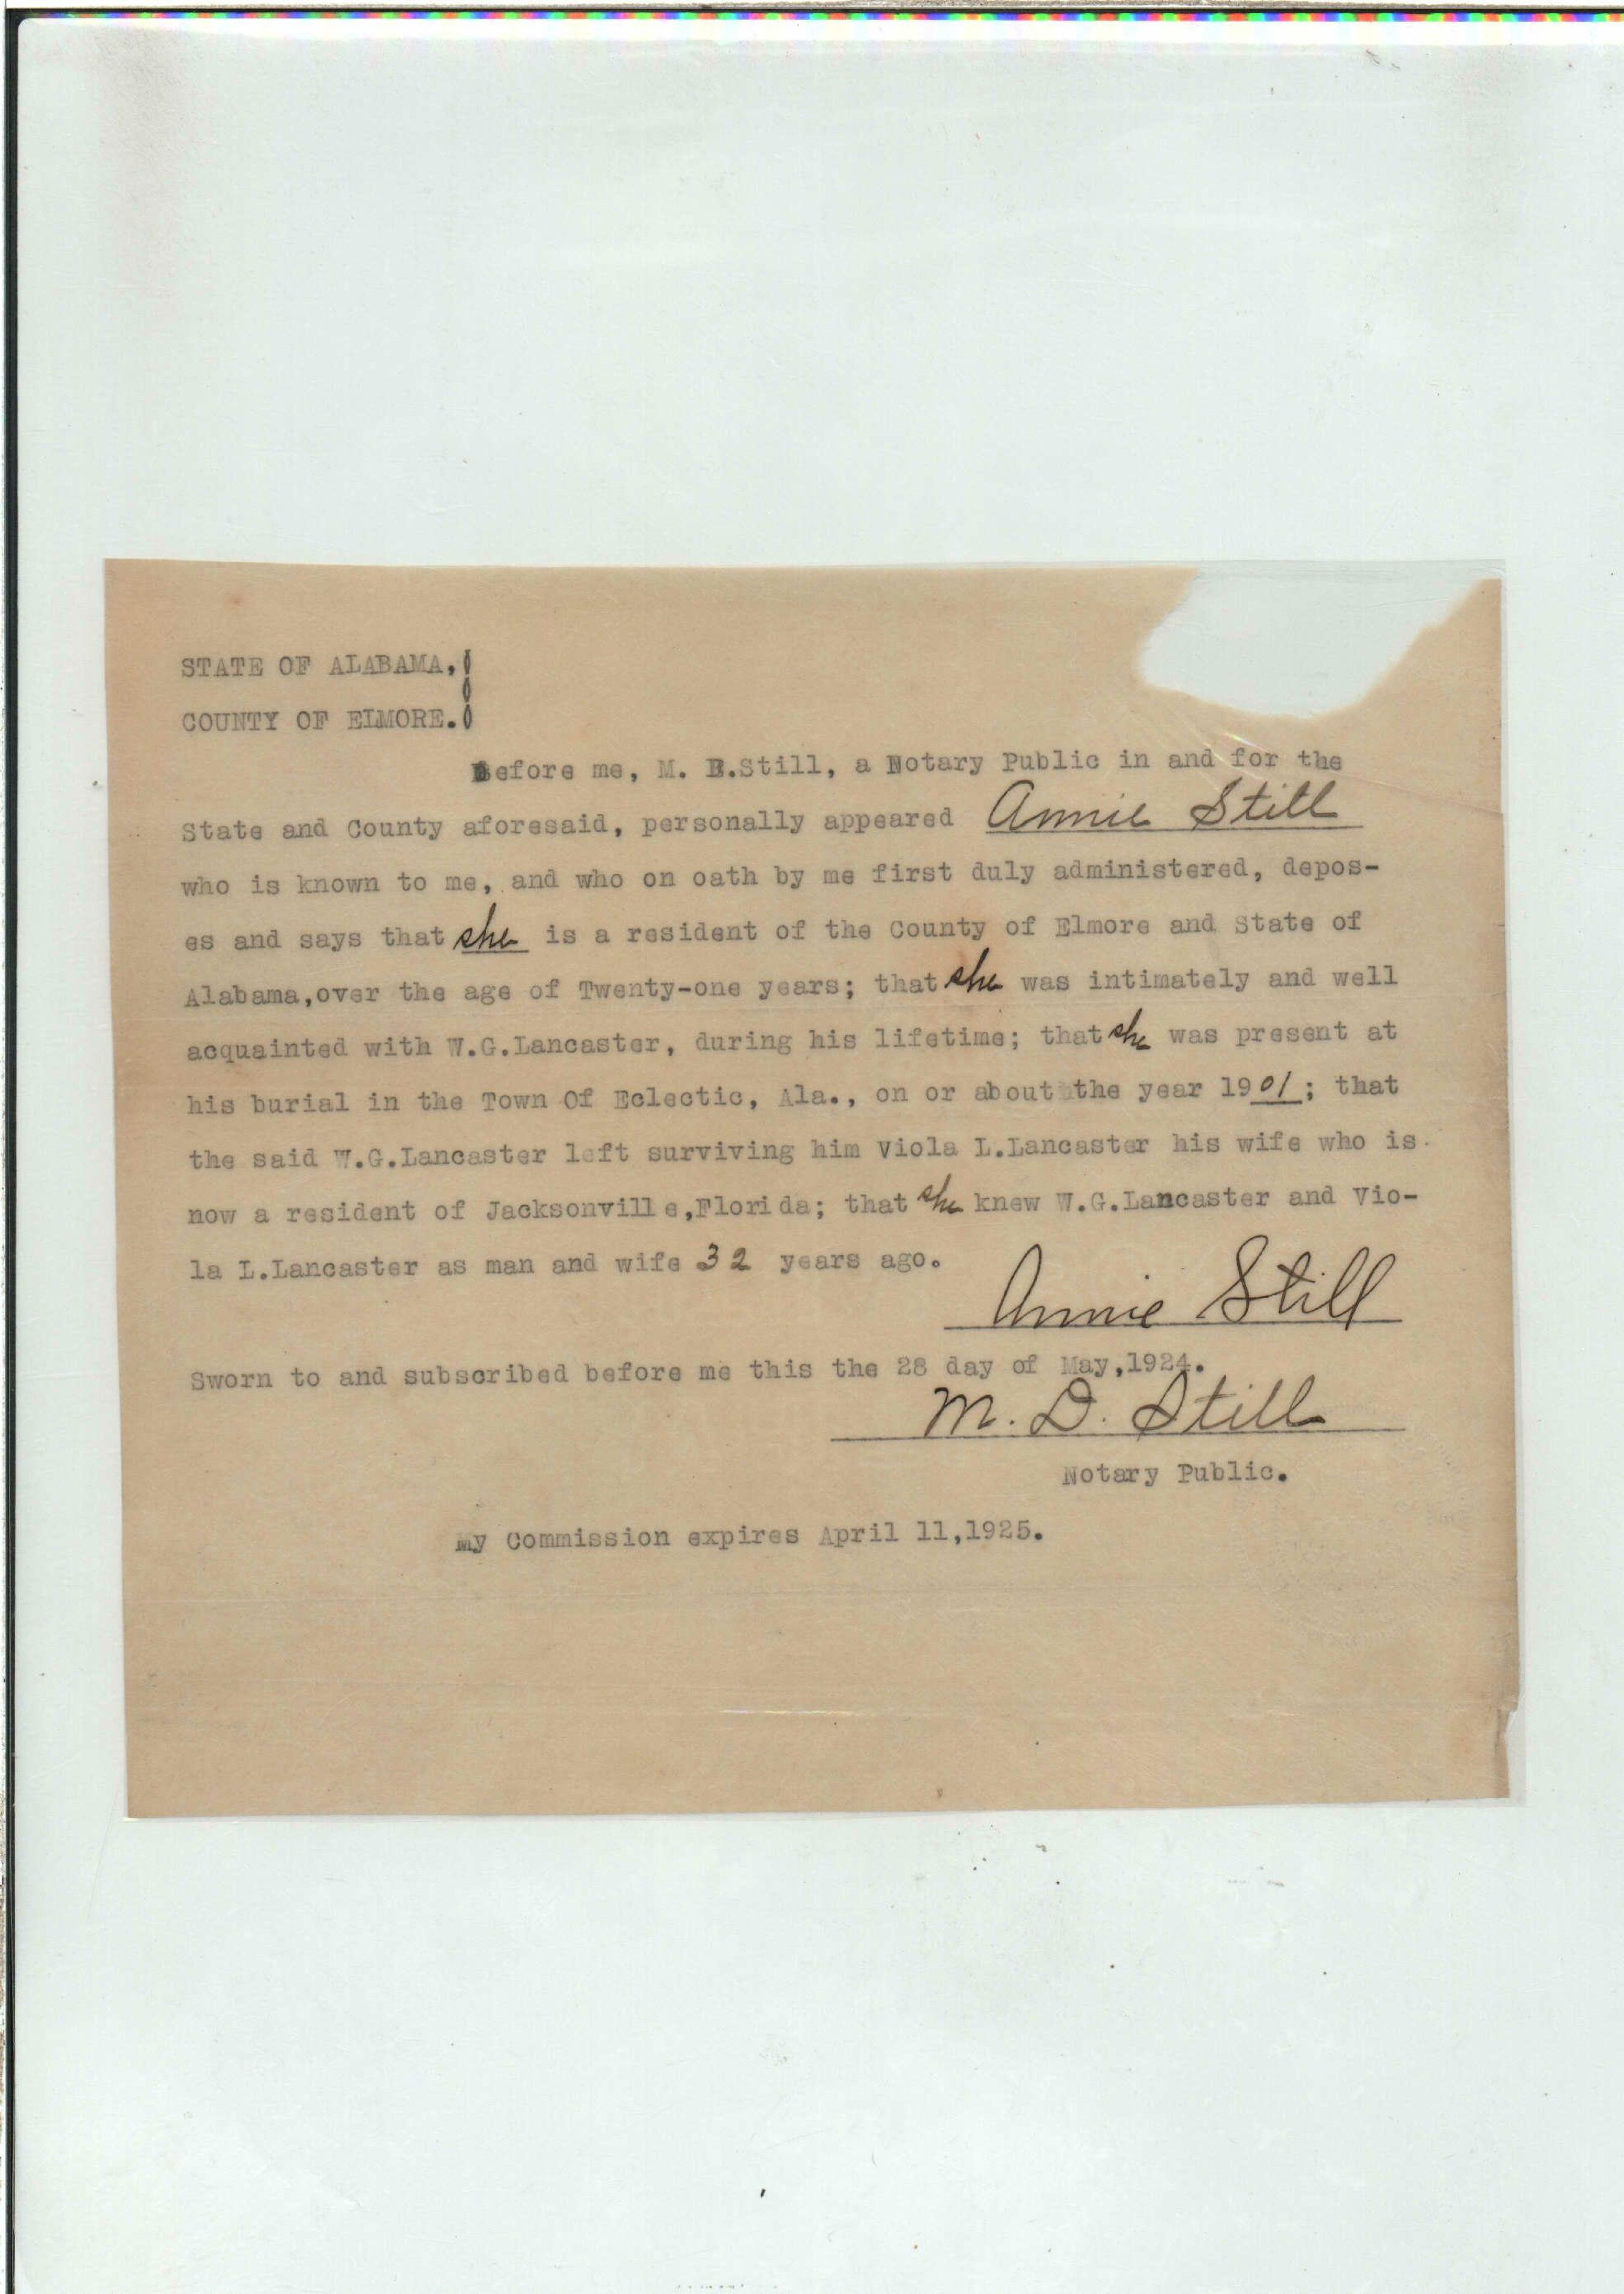 STATE OF ALABAMA,
COUNTY OF ELMORE.
Before me, M. D.Still, a Notary Public in and for the
State and County aforesaid, personally appeared Annie Still
who is known to me, and who on oath by me first duly administered, depos-
es and says that she is a resident of the County of Elmore and State of
Alabama,over the age of Twenty-one years; that she was intimately and well
acquainted with W.G.Lancaster, during his lifetime; that she was present at
his burial in the Town Of Eclectic, Ala., on or about the year 1901; that
the said W.G.Lancaster left surviving him Viola L.Lancaster his wife who is
now a resident of Jacksonville,Florida; that she knew W.G.Lancaster and Vio-
la L.Lancaster as man and wife 32 years ago.
Annie Still
Sworn to and subscribed before me this the 28 day of May,1924.
M. D. Still
Notary Public.
My Commission expires April 11,1925.